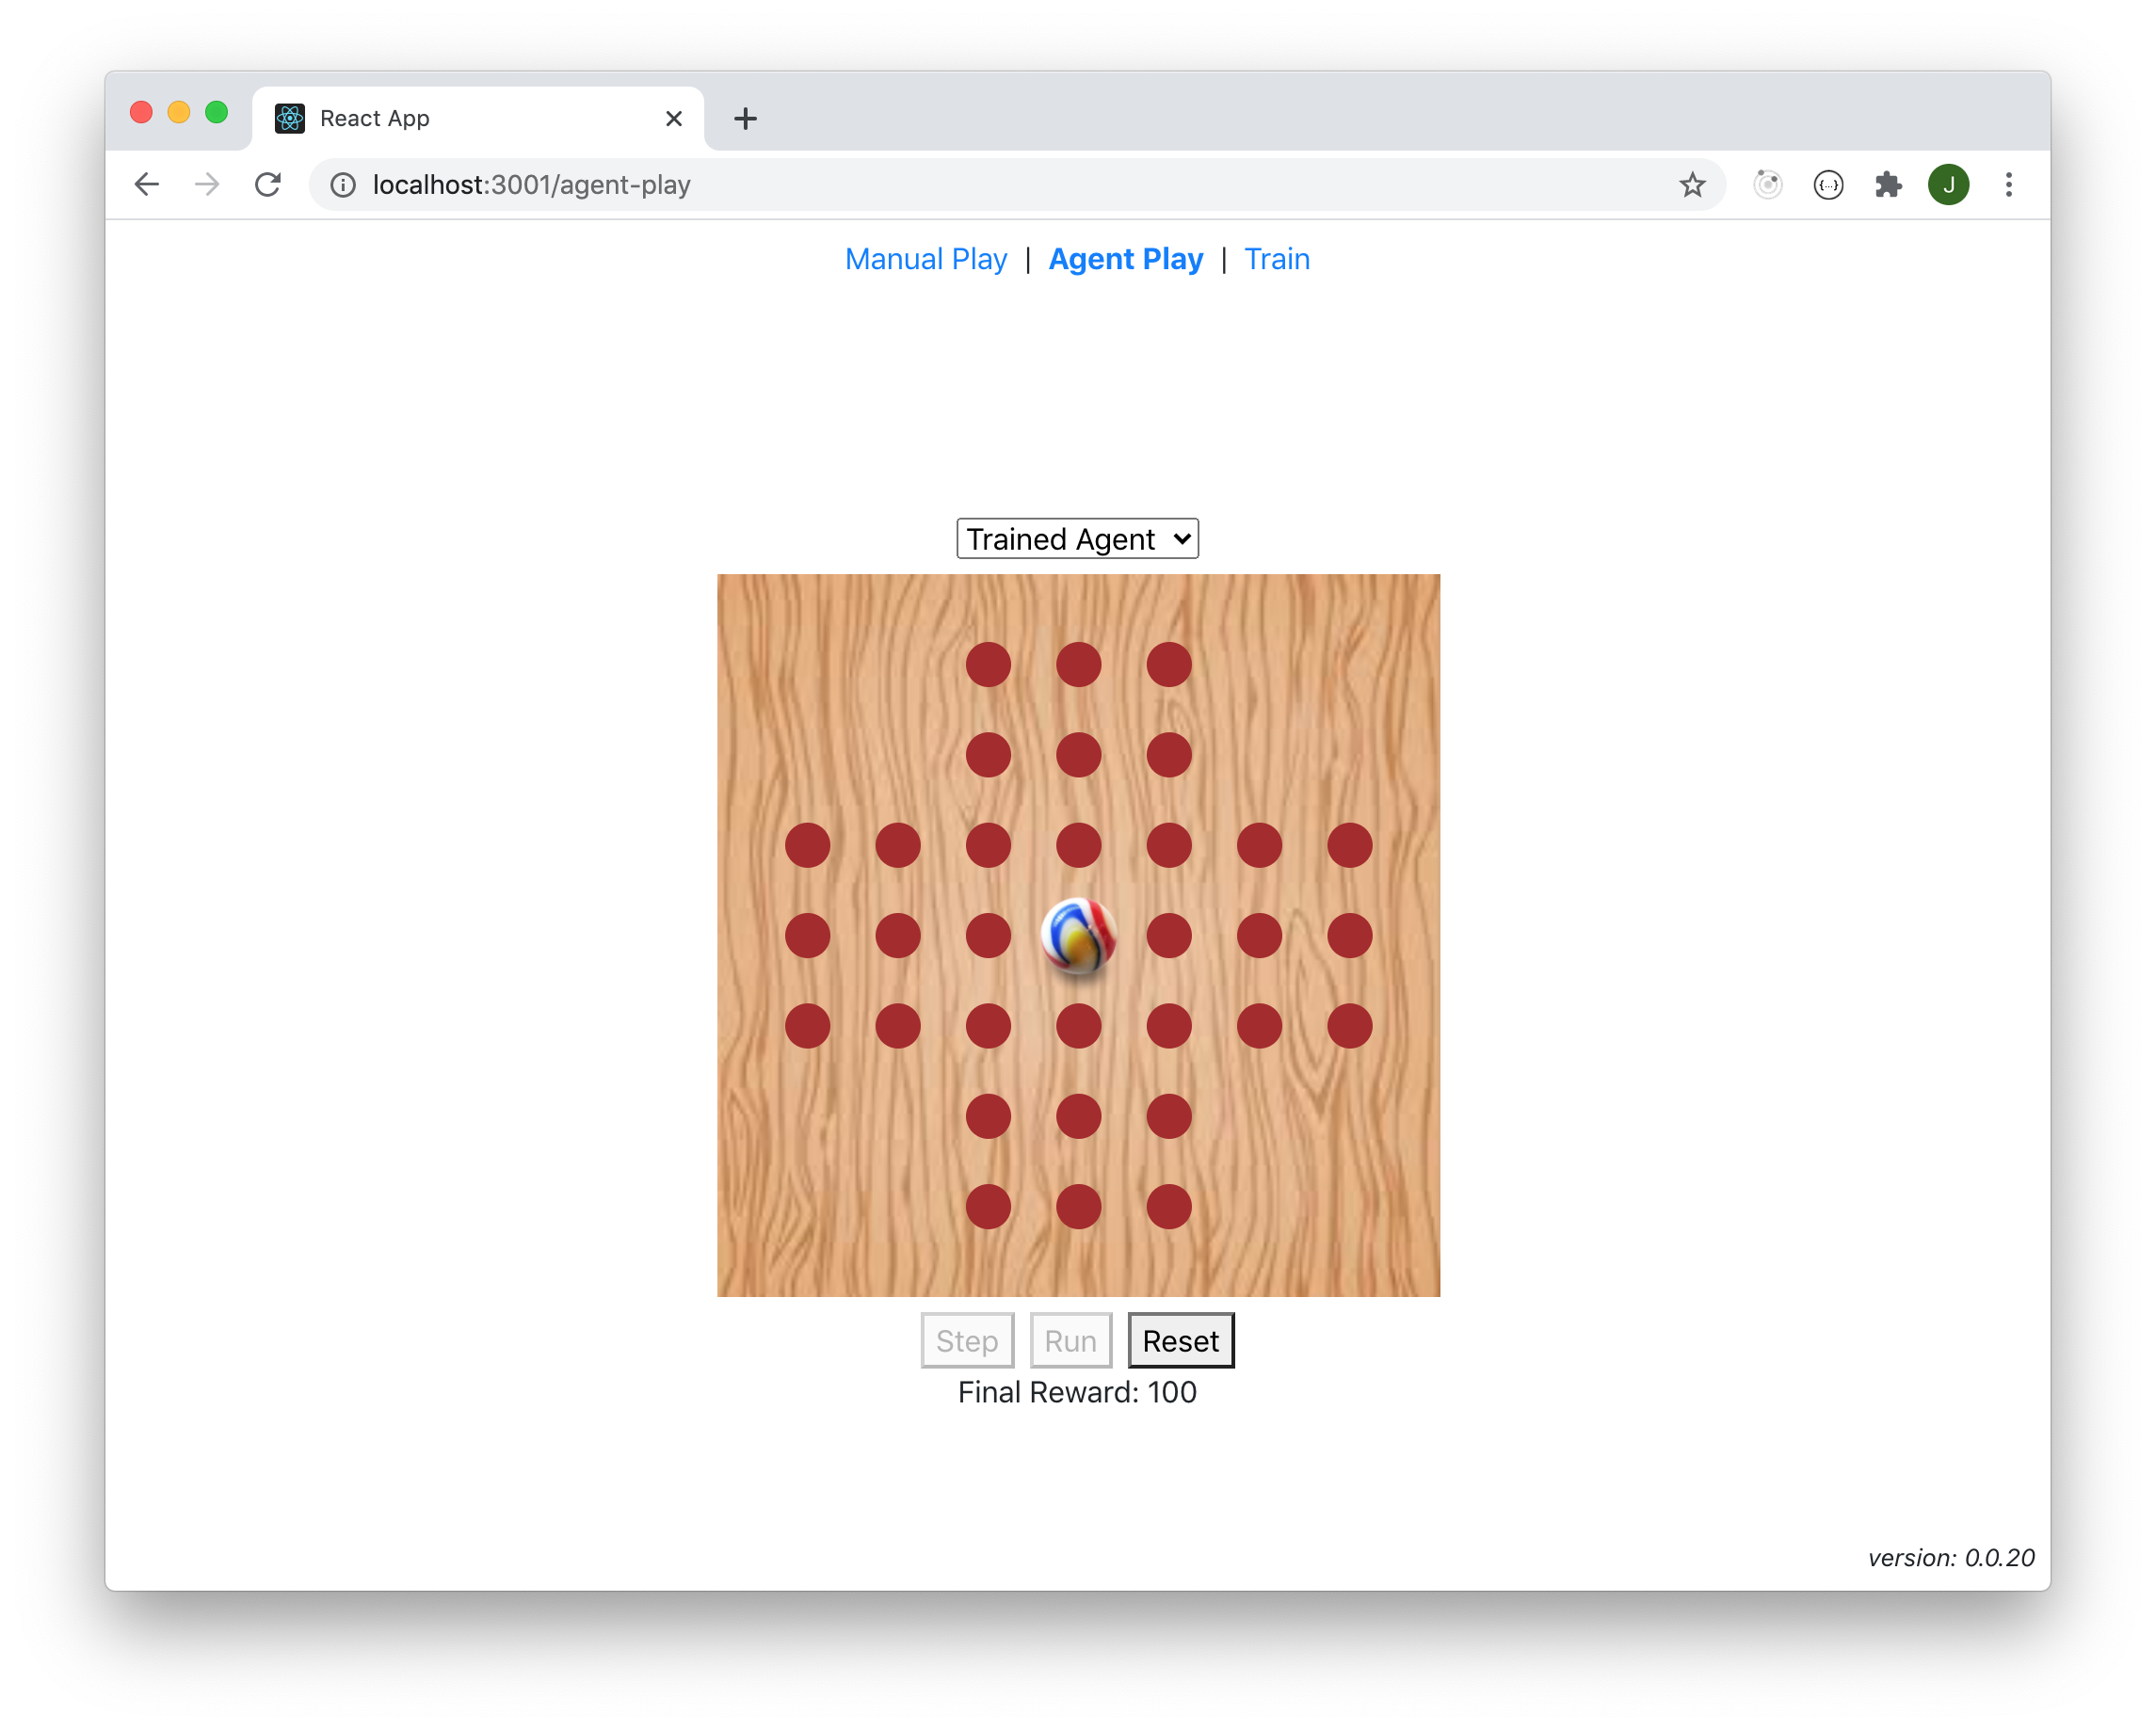 React App
localhost:3001/agent-play
J
Manual Play | Agent Play | Train
Trained Agent
Step Run Reset
Final Reward: 100
version: 0.0.20